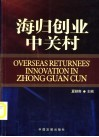 海归创业
中关村
OVERSEAS RETURNEES'
INNOVATION IN
ZHONG GUAN CUN